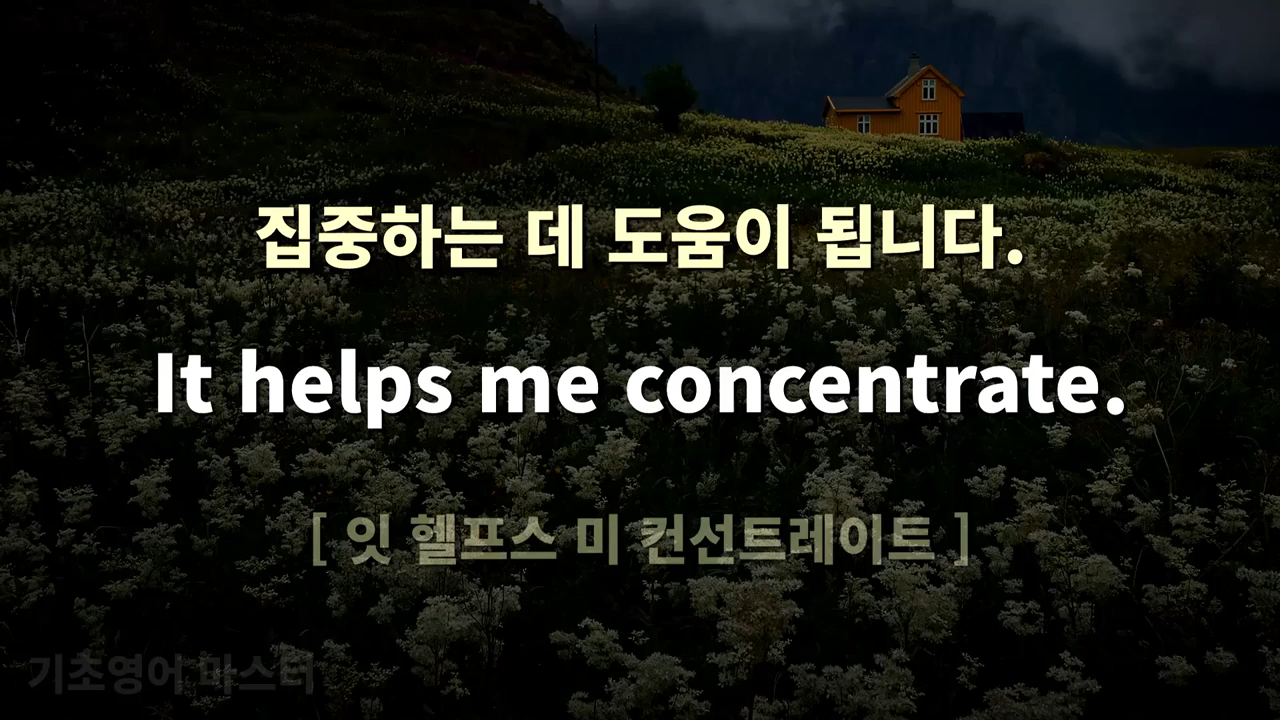 집중하는 데 도움이 됩니다.
It helps me concentrate.
[ 잇 헬프스 미 컨선트레이트 ]
기초영어 마스터